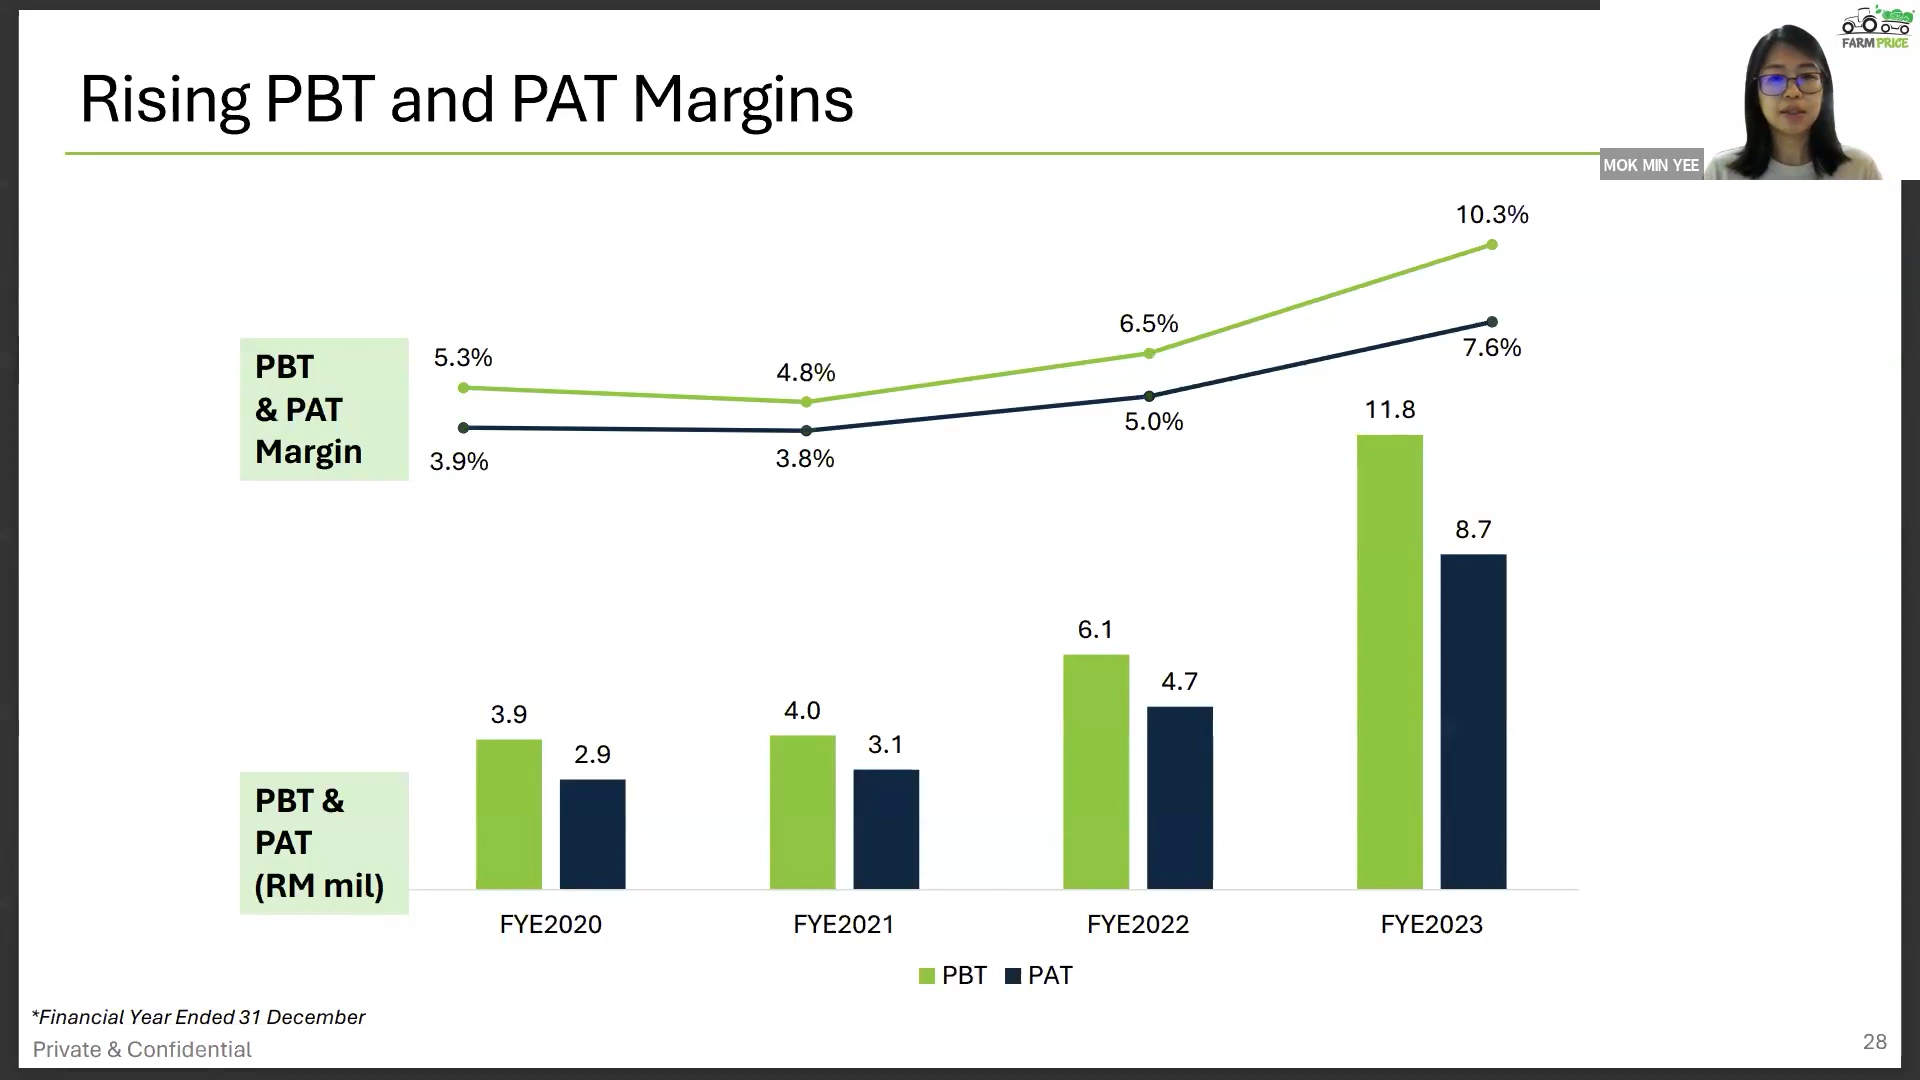 Rising PBT and PAT Margins
FARM PRICE
MOK MIN YEE
10.3%
6.5%
7.6%
5.3%
4.8%
PBT
& PAT
Margin
5.0%
3.9%
3.8%
11.8
8.7
6.1
4.7
3.9
4.0
2.9
3.1
PBT &
PAT
(RM mil)
FYE2020
FYE2021
FYE2022
FYE2023
PBT
PAT
*Financial Year Ended 31 December
Private & Confidential
28